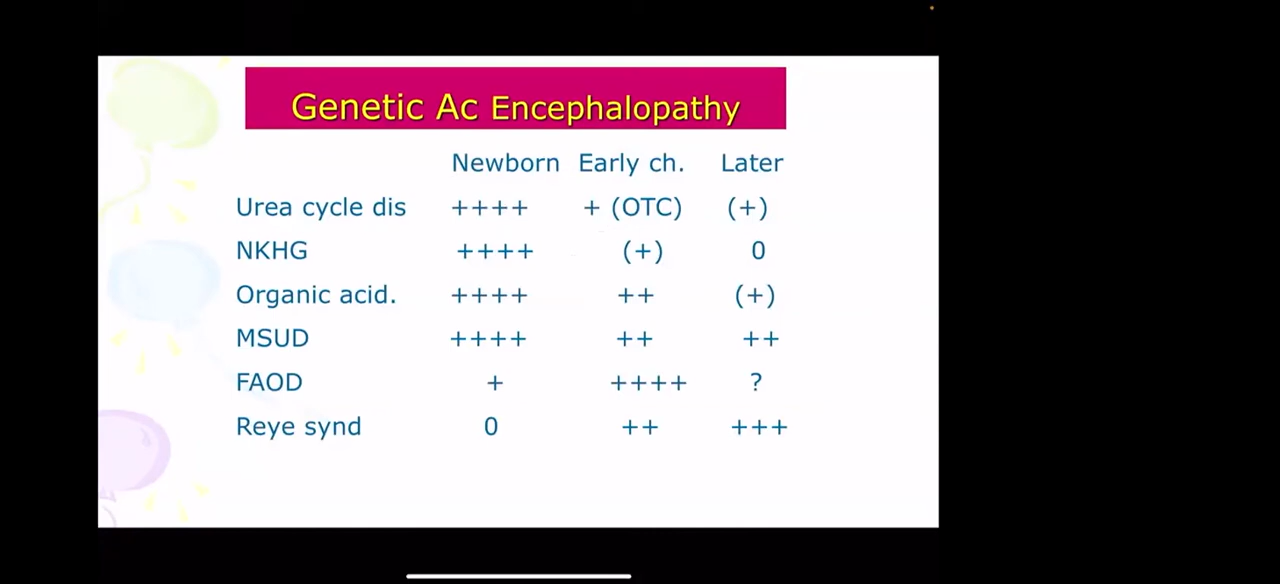 Genetic Ac Encephalopathy
Newborn Early ch. Later
Urea cycle dis ++++ + (OTC) (+)
NKHG ++++ (+) 0
Organic acid. ++++ ++ (+)
MSUD ++++ ++ ++
FAOD + ++++ ?
Reye synd 0 ++ +++